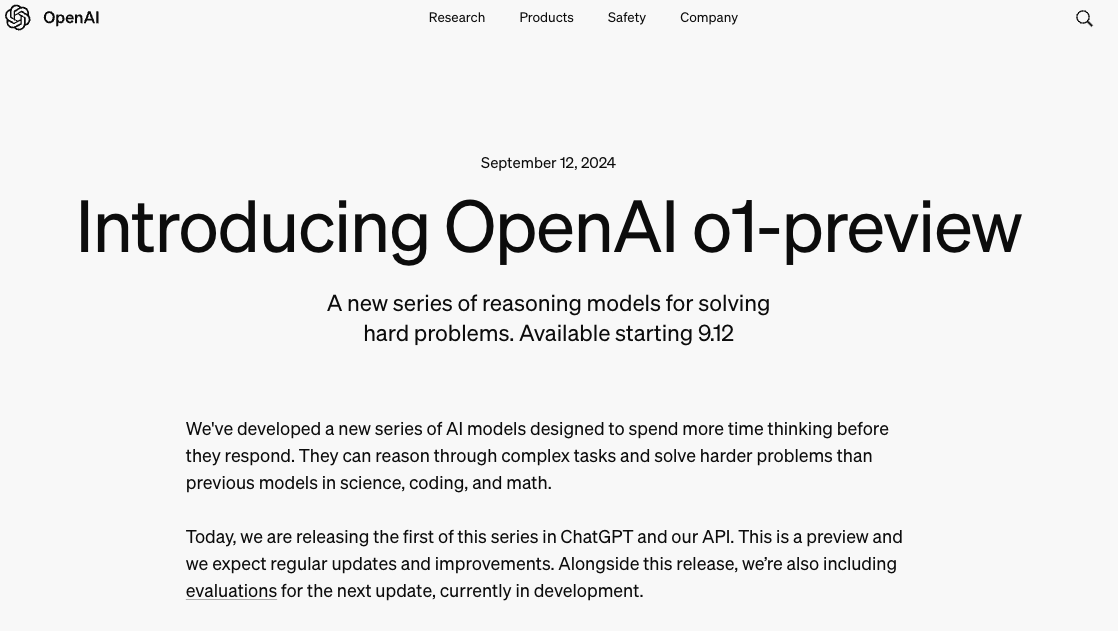 OpenAI
Research Products Safety Company
September 12, 2024
Introducing OpenAI o1-preview
A new series of reasoning models for solving
hard problems. Available starting 9.12
We've developed a new series of AI models designed to spend more time thinking before
they respond. They can reason through complex tasks and solve harder problems than
previous models in science, coding, and math.
Today, we are releasing the first of this series in ChatGPT and our API. This is a preview and
we expect regular updates and improvements. Alongside this release, we’re also including
evaluations for the next update, currently in development.